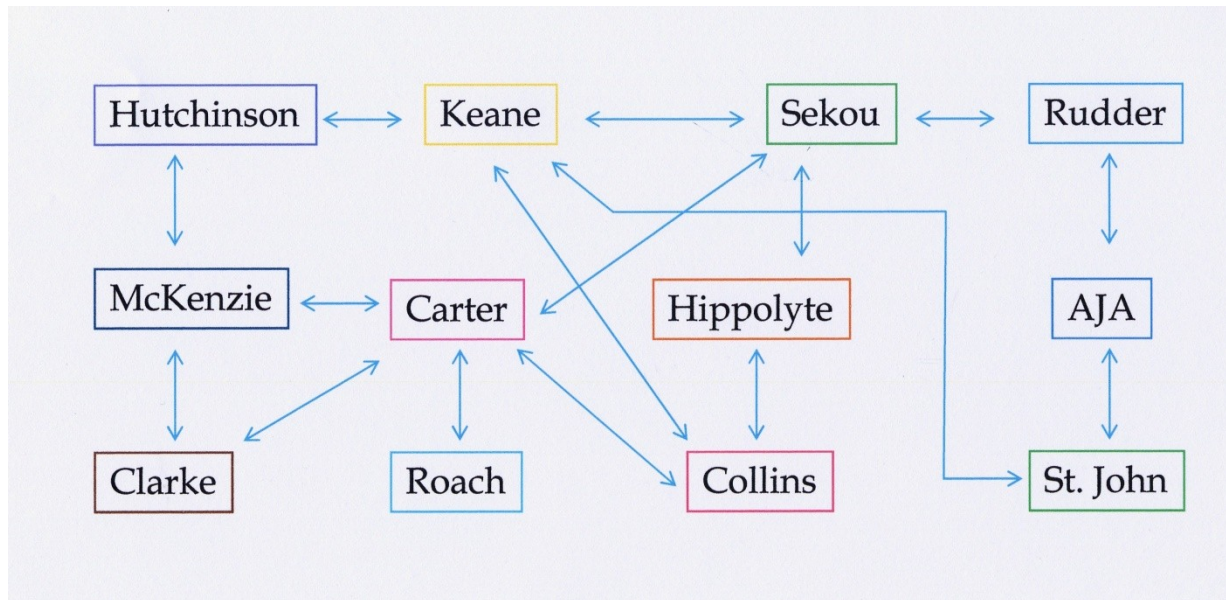 Hutchinson
Keane
Sekou
Rudder
McKenzie
Carter
Hippolyte
AJA
Clarke
Roach
Collins
St. John